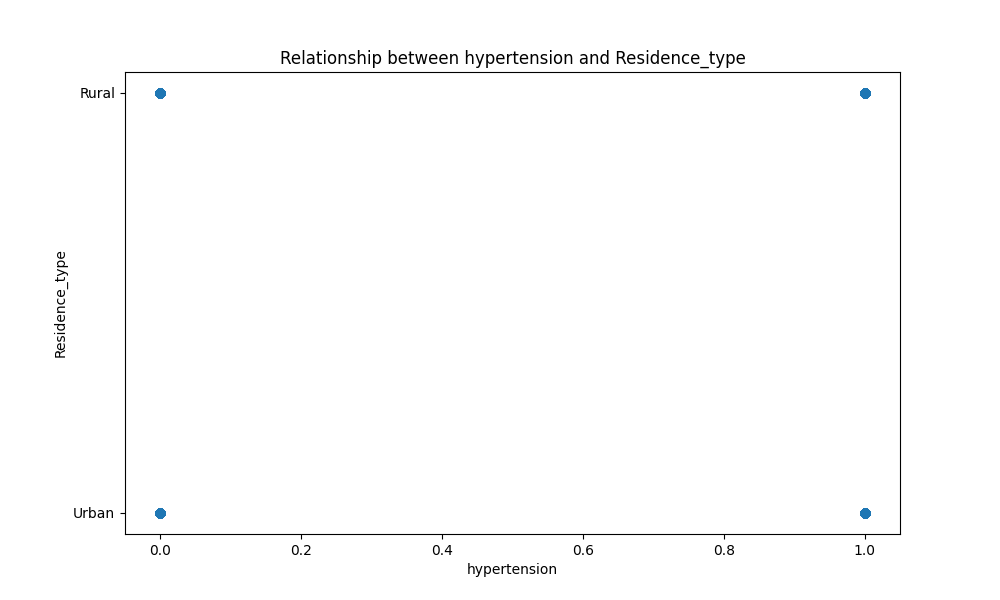 Relationship between hypertension and Residence_type
Rural
Residence_type
Urban
0.0 0.2 0.4 0.6 0.8 1.0
hypertension